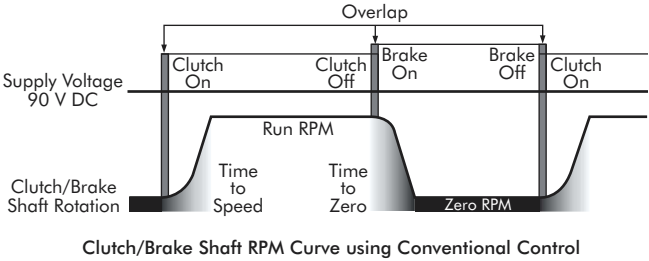 Overlap
Clutch
On
Clutch
Off
Brake
On
Brake
Off
Clutch
On
Supply Voltage
90 V DC
Run RPM
Time
to
Speed
Time
to
Zero
Clutch/Brake
Shaft Rotation
Zero RPM
Clutch/Brake Shaft RPM Curve using Conventional Control